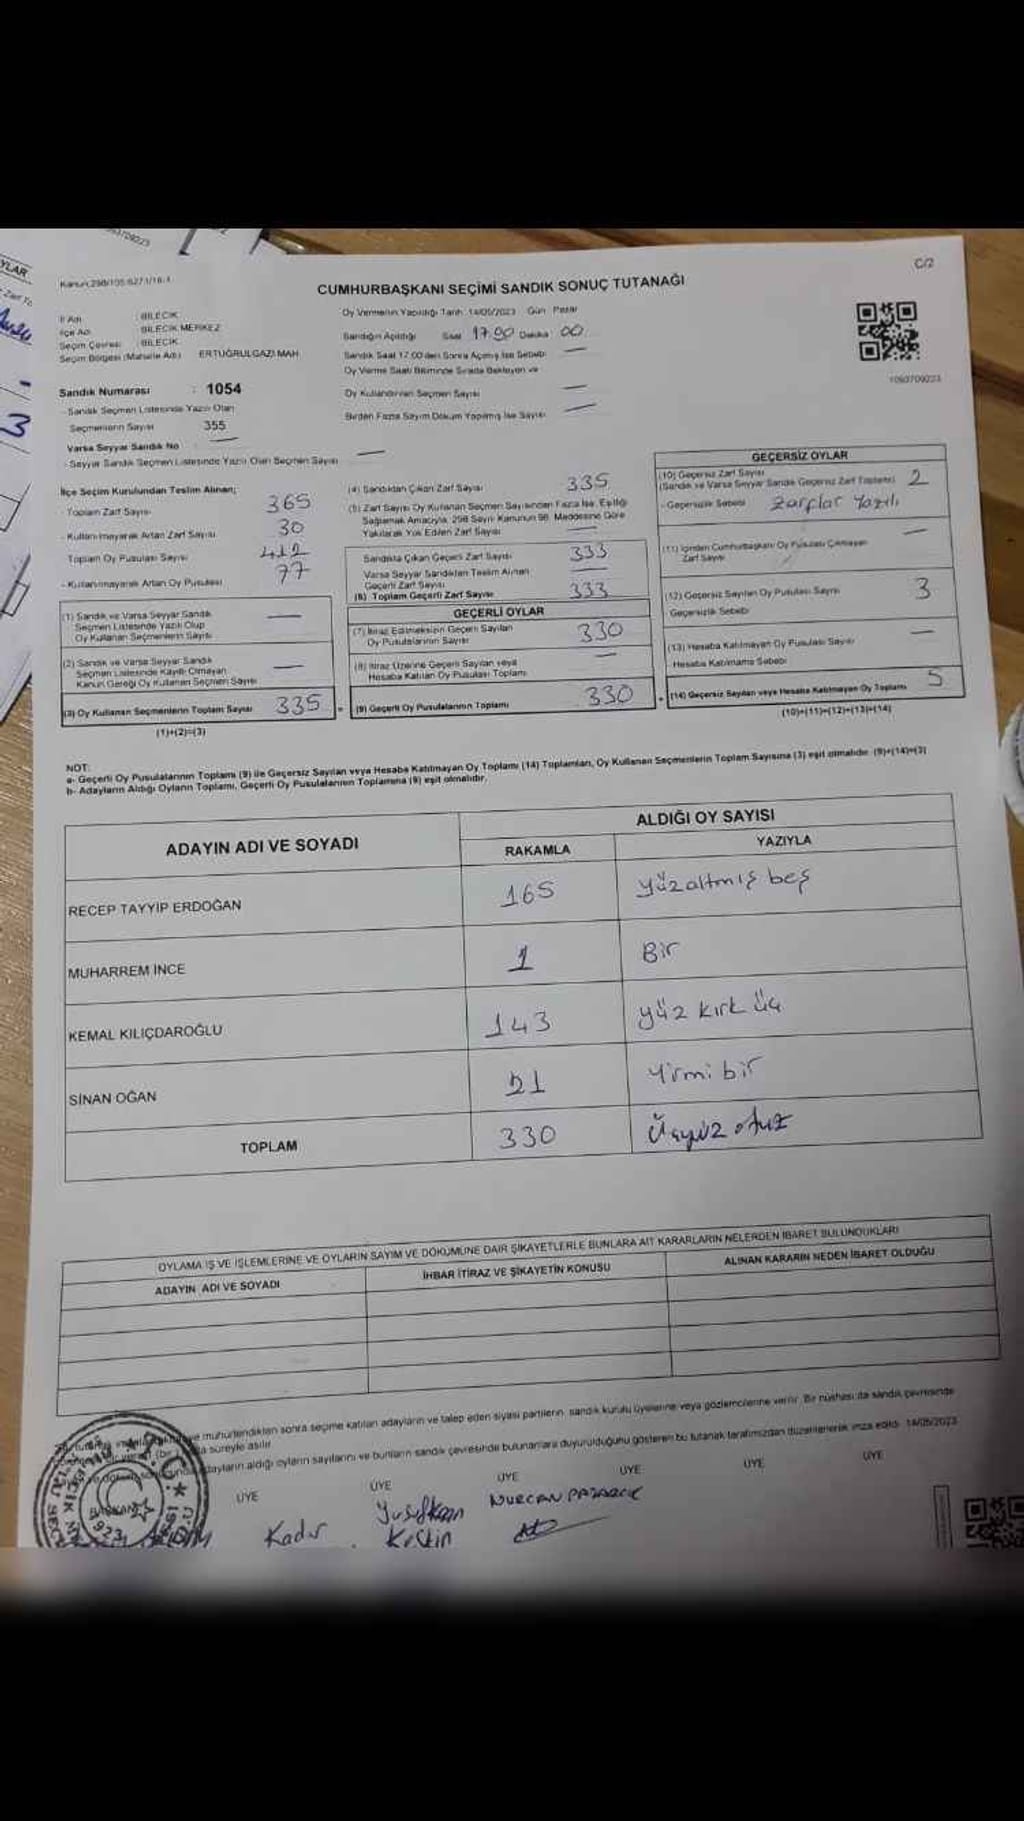 YLAR
Kanun:298/105 6271/16-1
C/2
CUMHURBAŞKANI SEÇİMİ SANDIK SONUÇ TUTANAĞI
İl Adı : BİLECİK
İlçe Adı : BİLECİK MERKEZ
Seçim Çevresi : BİLECİK
Seçim Bölgesi (Mahalle Adı) : ERTUĞRULGAZİ MAH.
Oy Vermenin Yapıldığı Tarih: 14/05/2023 Gün: Pazar
Sandığın Açıldığı Saat 17:00 Dakika 00
Sandık Saat 17.00'den Sonra Açılmış İse Sebebi: —
Oy Verme Saati Bitiminde Sırada Bekleyen ve
Oy Kullandırılan Seçmen Sayısı —
Birden Fazla Sayım Döküm Yapılmış İse Sayısı —
1093709223
Sandık Numarası : 1054
- Sandık Seçmen Listesinde Yazılı Olan
Seçmenlerin Sayısı 355
Varsa Seyyar Sandık No —
- Seyyar Sandık Seçmen Listesinde Yazılı Olan Seçmen Sayısı —
İlçe Seçim Kurulundan Teslim Alınan;
- Toplam Zarf Sayısı 365
- Kullanılmayarak Artan Zarf Sayısı 30
Toplam Oy Pusulası Sayısı 412
- Kullanılmayarak Artan Oy Pusulası 77
(1) Sandık ve Varsa Seyyar Sandık
Seçmen Listesinde Yazılı Olup
Oy Kullanan Seçmenlerin Sayısı —
(2) Sandık ve Varsa Seyyar Sandık
Seçmen Listesinde Kayıtlı Olmayan
Kanun Gereği Oy Kullanan Seçmen Sayısı —
(3) Oy Kullanan Seçmenlerin Toplam Sayısı 335 =
(1)+(2)=(3)
(4) Sandıktan Çıkan Zarf Sayısı 335
(5) Zarf Sayısı Oy Kullanan Seçmen Sayısından Fazla İse, Eşitliği
Sağlamak Amacıyla, 298 Sayılı Kanunun 98. Maddesine Göre
Yakılarak Yok Edilen Zarf Sayısı —
Sandıkta Çıkan Geçerli Zarf Sayısı 333
Varsa Seyyar Sandıktan Teslim Alınan
Geçerli Zarf Sayısı —
(6) Toplam Geçerli Zarf Sayısı 333
GEÇERLİ OYLAR
(7) İtiraz Edilmeksizin Geçerli Sayılan
Oy Pusulalarının Sayısı 330
(8) İtiraz Üzerine Geçerli Sayılan veya
Hesaba Katılan Oy Pusulası Toplamı —
(9) Geçerli Oy Pusulalarının Toplamı 330 +
GEÇERSİZ OYLAR
(10) Geçersiz Zarf Sayısı
(Sandık ve Varsa Seyyar Sandık Geçersiz Zarf Toplamı) 2
- Geçersizlik Sebebi Zarflar Yazılı
(11) İçinden Cumhurbaşkanı Oy Pusulası Çıkmayan
Zarf Sayısı —
(12) Geçersiz Sayılan Oy Pusulası Sayısı 3
Geçersizlik Sebebi
(13) Hesaba Katılmayan Oy Pusulası Sayısı —
Hesaba Katılmama Sebebi
(14) Geçersiz Sayılan veya Hesaba Katılmayan Oy Toplamı 5
(10)+(11)+(12)+(13)=(14)
NOT:
a- Geçerli Oy Pusulalarının Toplamı (9) ile Geçersiz Sayılan veya Hesaba Katılmayan Oy Toplamı (14) Toplamları, Oy Kullanan Seçmenlerin Toplam Sayısına (3) eşit olmalıdır. (9)+(14)=(3)
b- Adayların Aldığı Oyların Toplamı, Geçerli Oy Pusulalarının Toplamına (9) eşit olmalıdır.
ADAYIN ADI VE SOYADI ALDIĞI OY SAYISI
RAKAMLA YAZIYLA
RECEP TAYYİP ERDOĞAN 165 yüzaltmış beş
MUHARREM İNCE 1 Bir
KEMAL KILIÇDAROĞLU 143 yüz kırk üç
SİNAN OĞAN 21 Yirmi bir
TOPLAM 330 Üçyüz otuz
OYLAMA İŞ VE İŞLEMLERİNE VE OYLARIN SAYIM VE DÖKÜMÜNE DAİR ŞİKAYETLERLE BUNLARA AİT KARARLARIN NELERDEN İBARET BULUNDUKLARI
ADAYIN ADI VE SOYADI İHBAR İTİRAZ VE ŞİKAYETİN KONUSU ALINAN KARARIN NEDEN İBARET OLDUĞU
mühürlendikten sonra seçime katılan adayların ve talep eden siyasi partilerin, sandık kurulu üyelerine veya gözlemcilerine verilir. Bir nüshası da sandık çevresinde
süreyle asılır.
adayların aldığı oyların sayılarını ve bunların sandık çevresinde bulunanlara duyurulduğunu gösteren bu tutanak tarafımızdan düzenlenerek imza edildi. 14/05/2023
ÜYE ÜYE ÜYE ÜYE ÜYE ÜYE
Kadir Yusuf Kaan NURCAN PAZARCIK
BAŞKANI
923